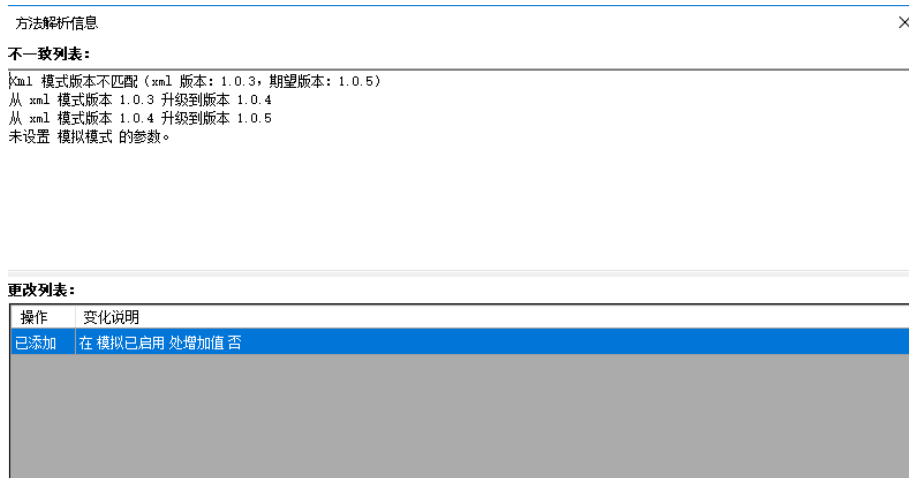 方法解析信息
不一致列表：
Xml 模式版本不匹配（xml 版本：1.0.3，期望版本：1.0.5）
从 xml 模式版本 1.0.3 升级到版本 1.0.4
从 xml 模式版本 1.0.4 升级到版本 1.0.5
未设置 模拟模式 的参数。
更改列表：
操作 变化说明
已添加 在 模拟已启用 处增加值 否